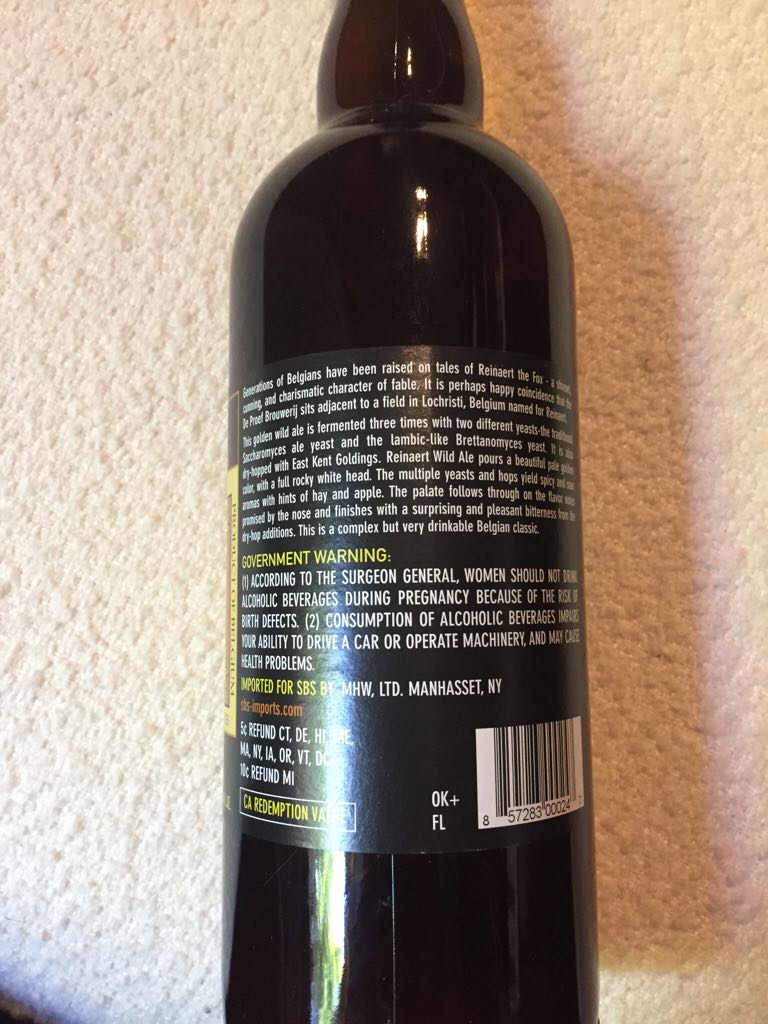 Generations of Belgians have been raised on tales of Reinaert the Fox - a shrewd,
cunning, and charismatic character of fable. It is perhaps happy coincidence that the
De Proef Brouwerij sits adjacent to a field in Lochristi, Belgium named for Reinaert.
This golden wild ale is fermented three times with two different yeasts-the traditional
Saccharomyces ale yeast and the lambic-like Brettanomyces yeast. It is also
dry-hopped with East Kent Goldings. Reinaert Wild Ale pours a beautiful pale golden
color, with a full rocky white head. The multiple yeasts and hops yield spicy and
aromas with hints of hay and apple. The palate follows through on the flavor notes
promised by the nose and finishes with a surprising and pleasant bitterness from the
dry-hop additions. This is a complex but very drinkable Belgian classic.
GOVERNMENT WARNING:
(1) ACCORDING TO THE SURGEON GENERAL, WOMEN SHOULD NOT DRINK
ALCOHOLIC BEVERAGES DURING PREGNANCY BECAUSE OF THE RISK OF
BIRTH DEFECTS. (2) CONSUMPTION OF ALCOHOLIC BEVERAGES IMPAIRS
YOUR ABILITY TO DRIVE A CAR OR OPERATE MACHINERY, AND MAY CAUSE
HEALTH PROBLEMS.
IMPORTED FOR SBS BY MHW, LTD. MANHASSET, NY
sbs-imports.com
5c REFUND CT, DE, HI, ME,
MA, NY, IA, OR, VT, DC
10c REFUND MI
CA REDEMPTION VALUE
OK+
FL
8 57283 00024 7
PRODUCT OF BELGIUM